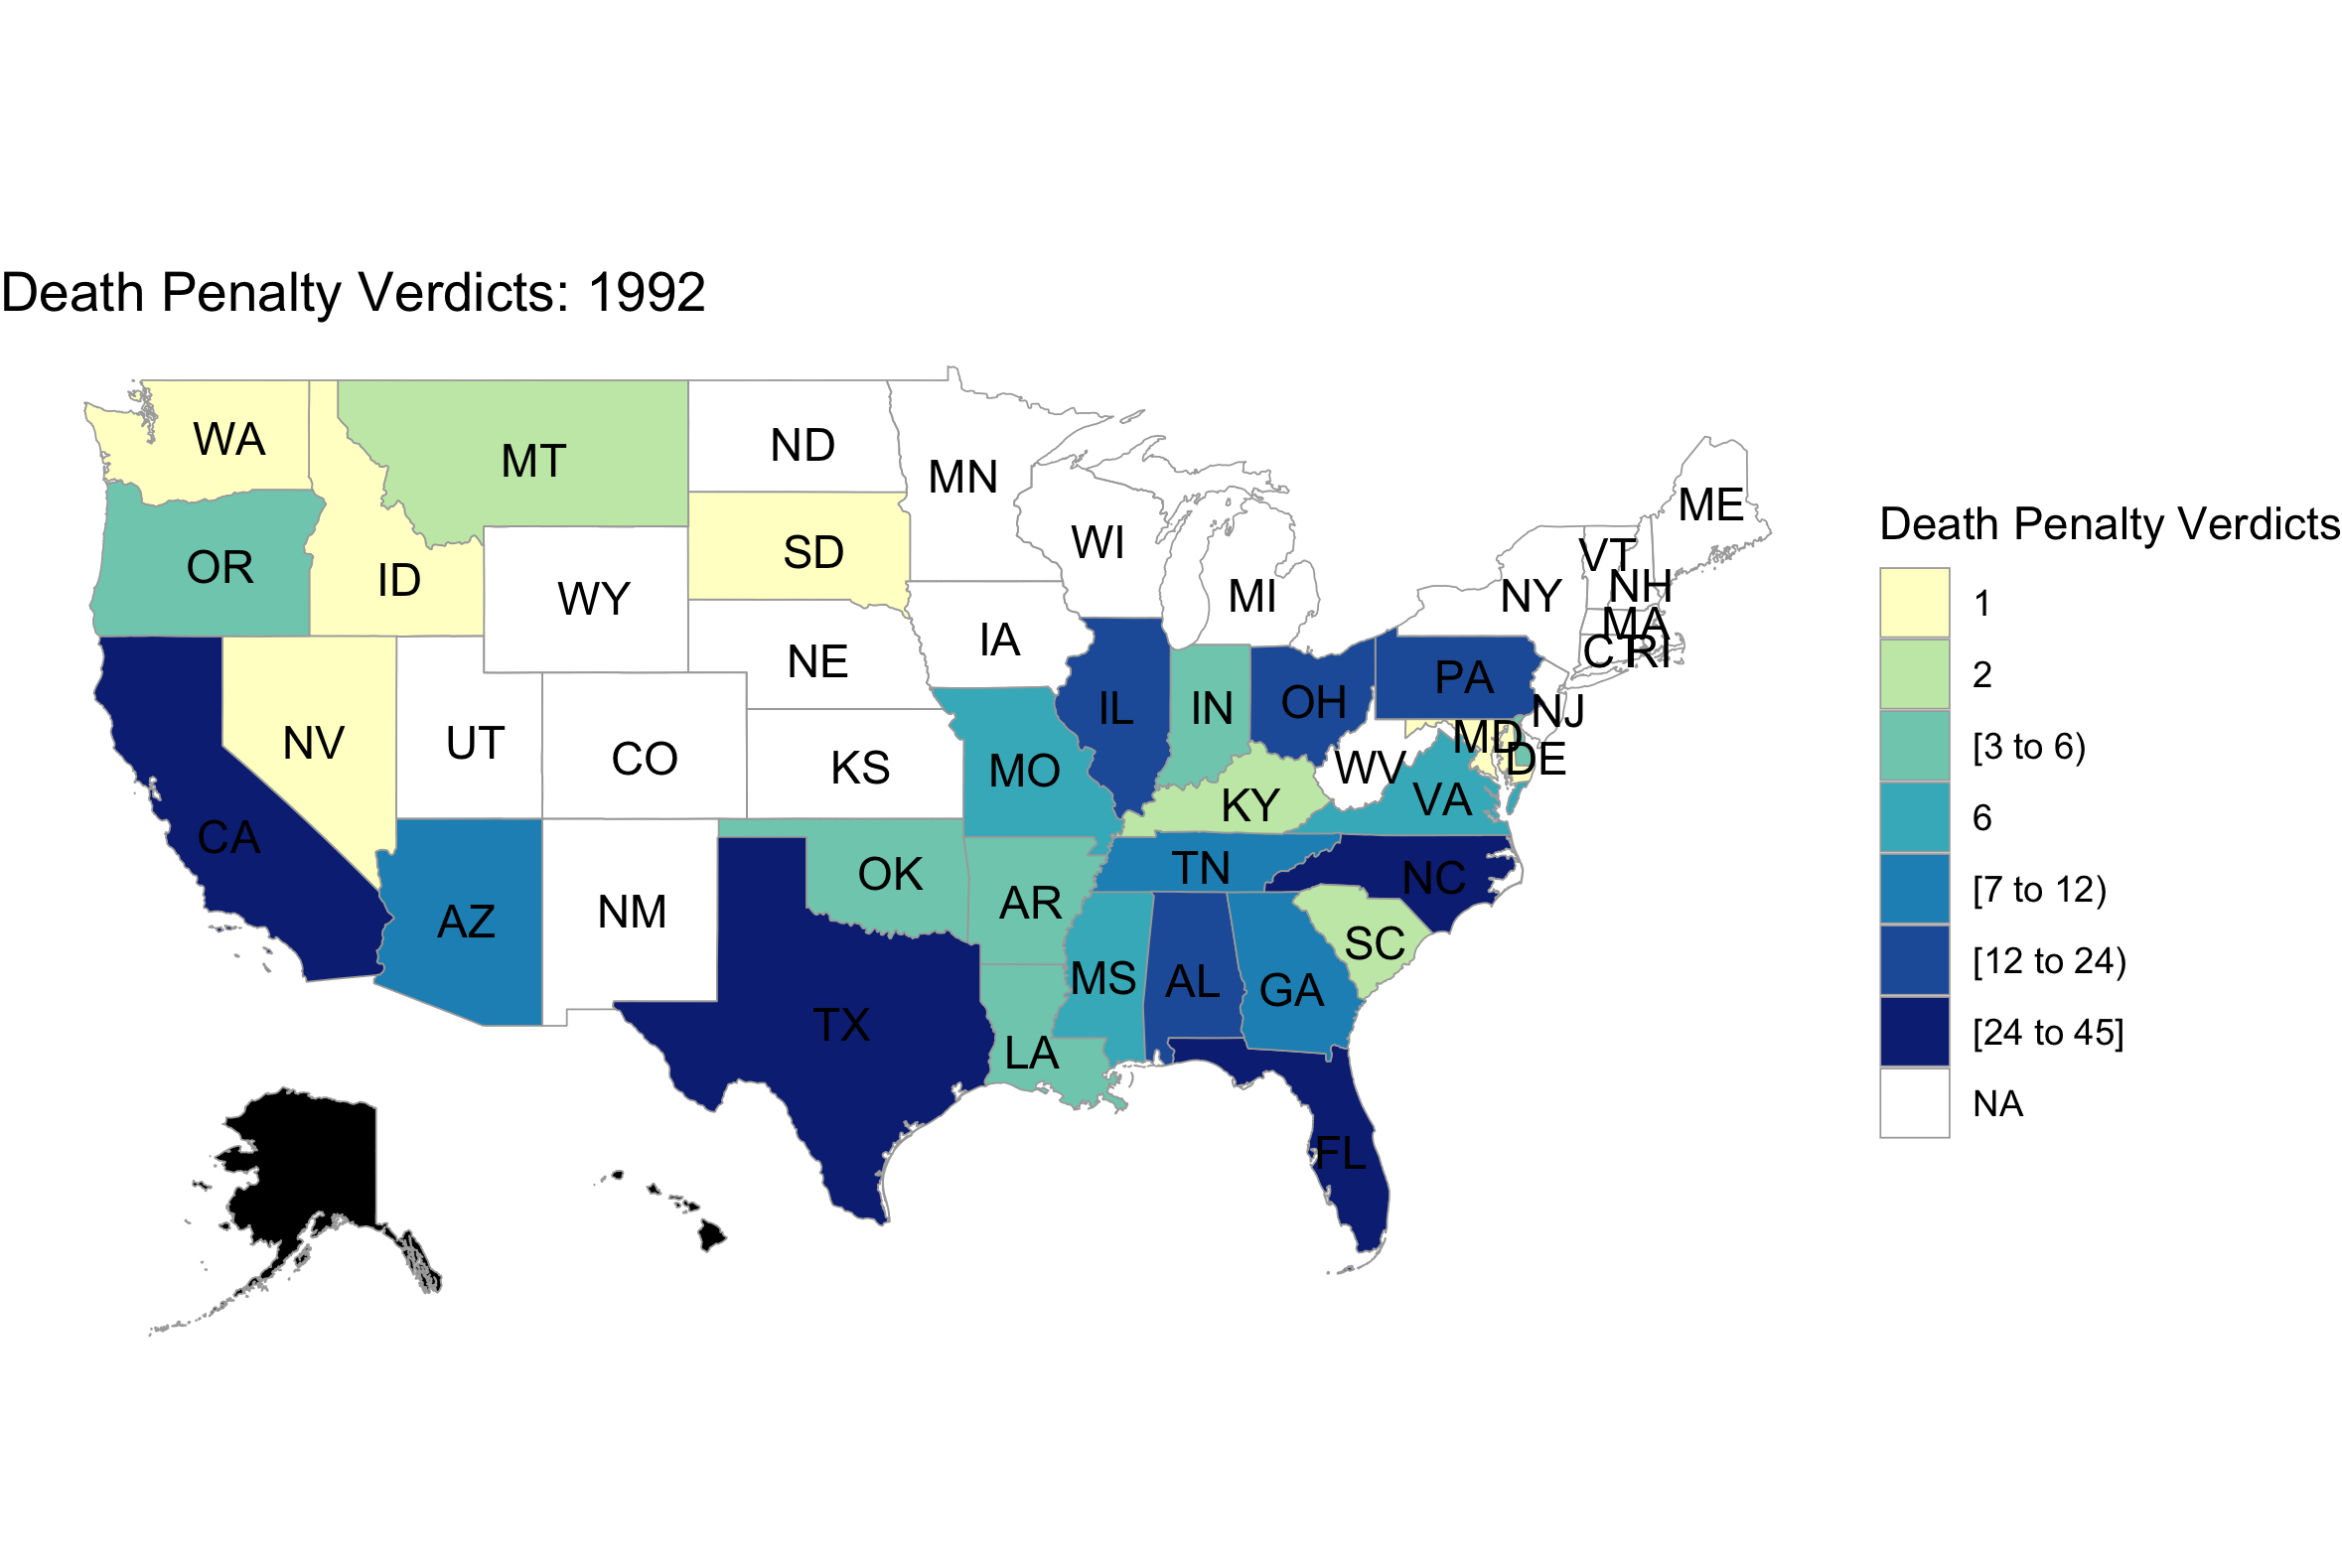 Death Penalty Verdicts: 1992
WA
MT
ND
MN
ME
OR
ID
SD
WI
VT
NH
WY
MI
NY
MA
NE
IA
CT
RI
NV
UT
CO
KS
MO
IL
IN
OH
PA
NJ
MD
DE
WV
KY
VA
CA
AZ
NM
OK
AR
TN
NC
SC
MS
AL
GA
TX
LA
FL
Death Penalty Verdicts
1
2
[3 to 6)
6
[7 to 12)
[12 to 24)
[24 to 45]
NA